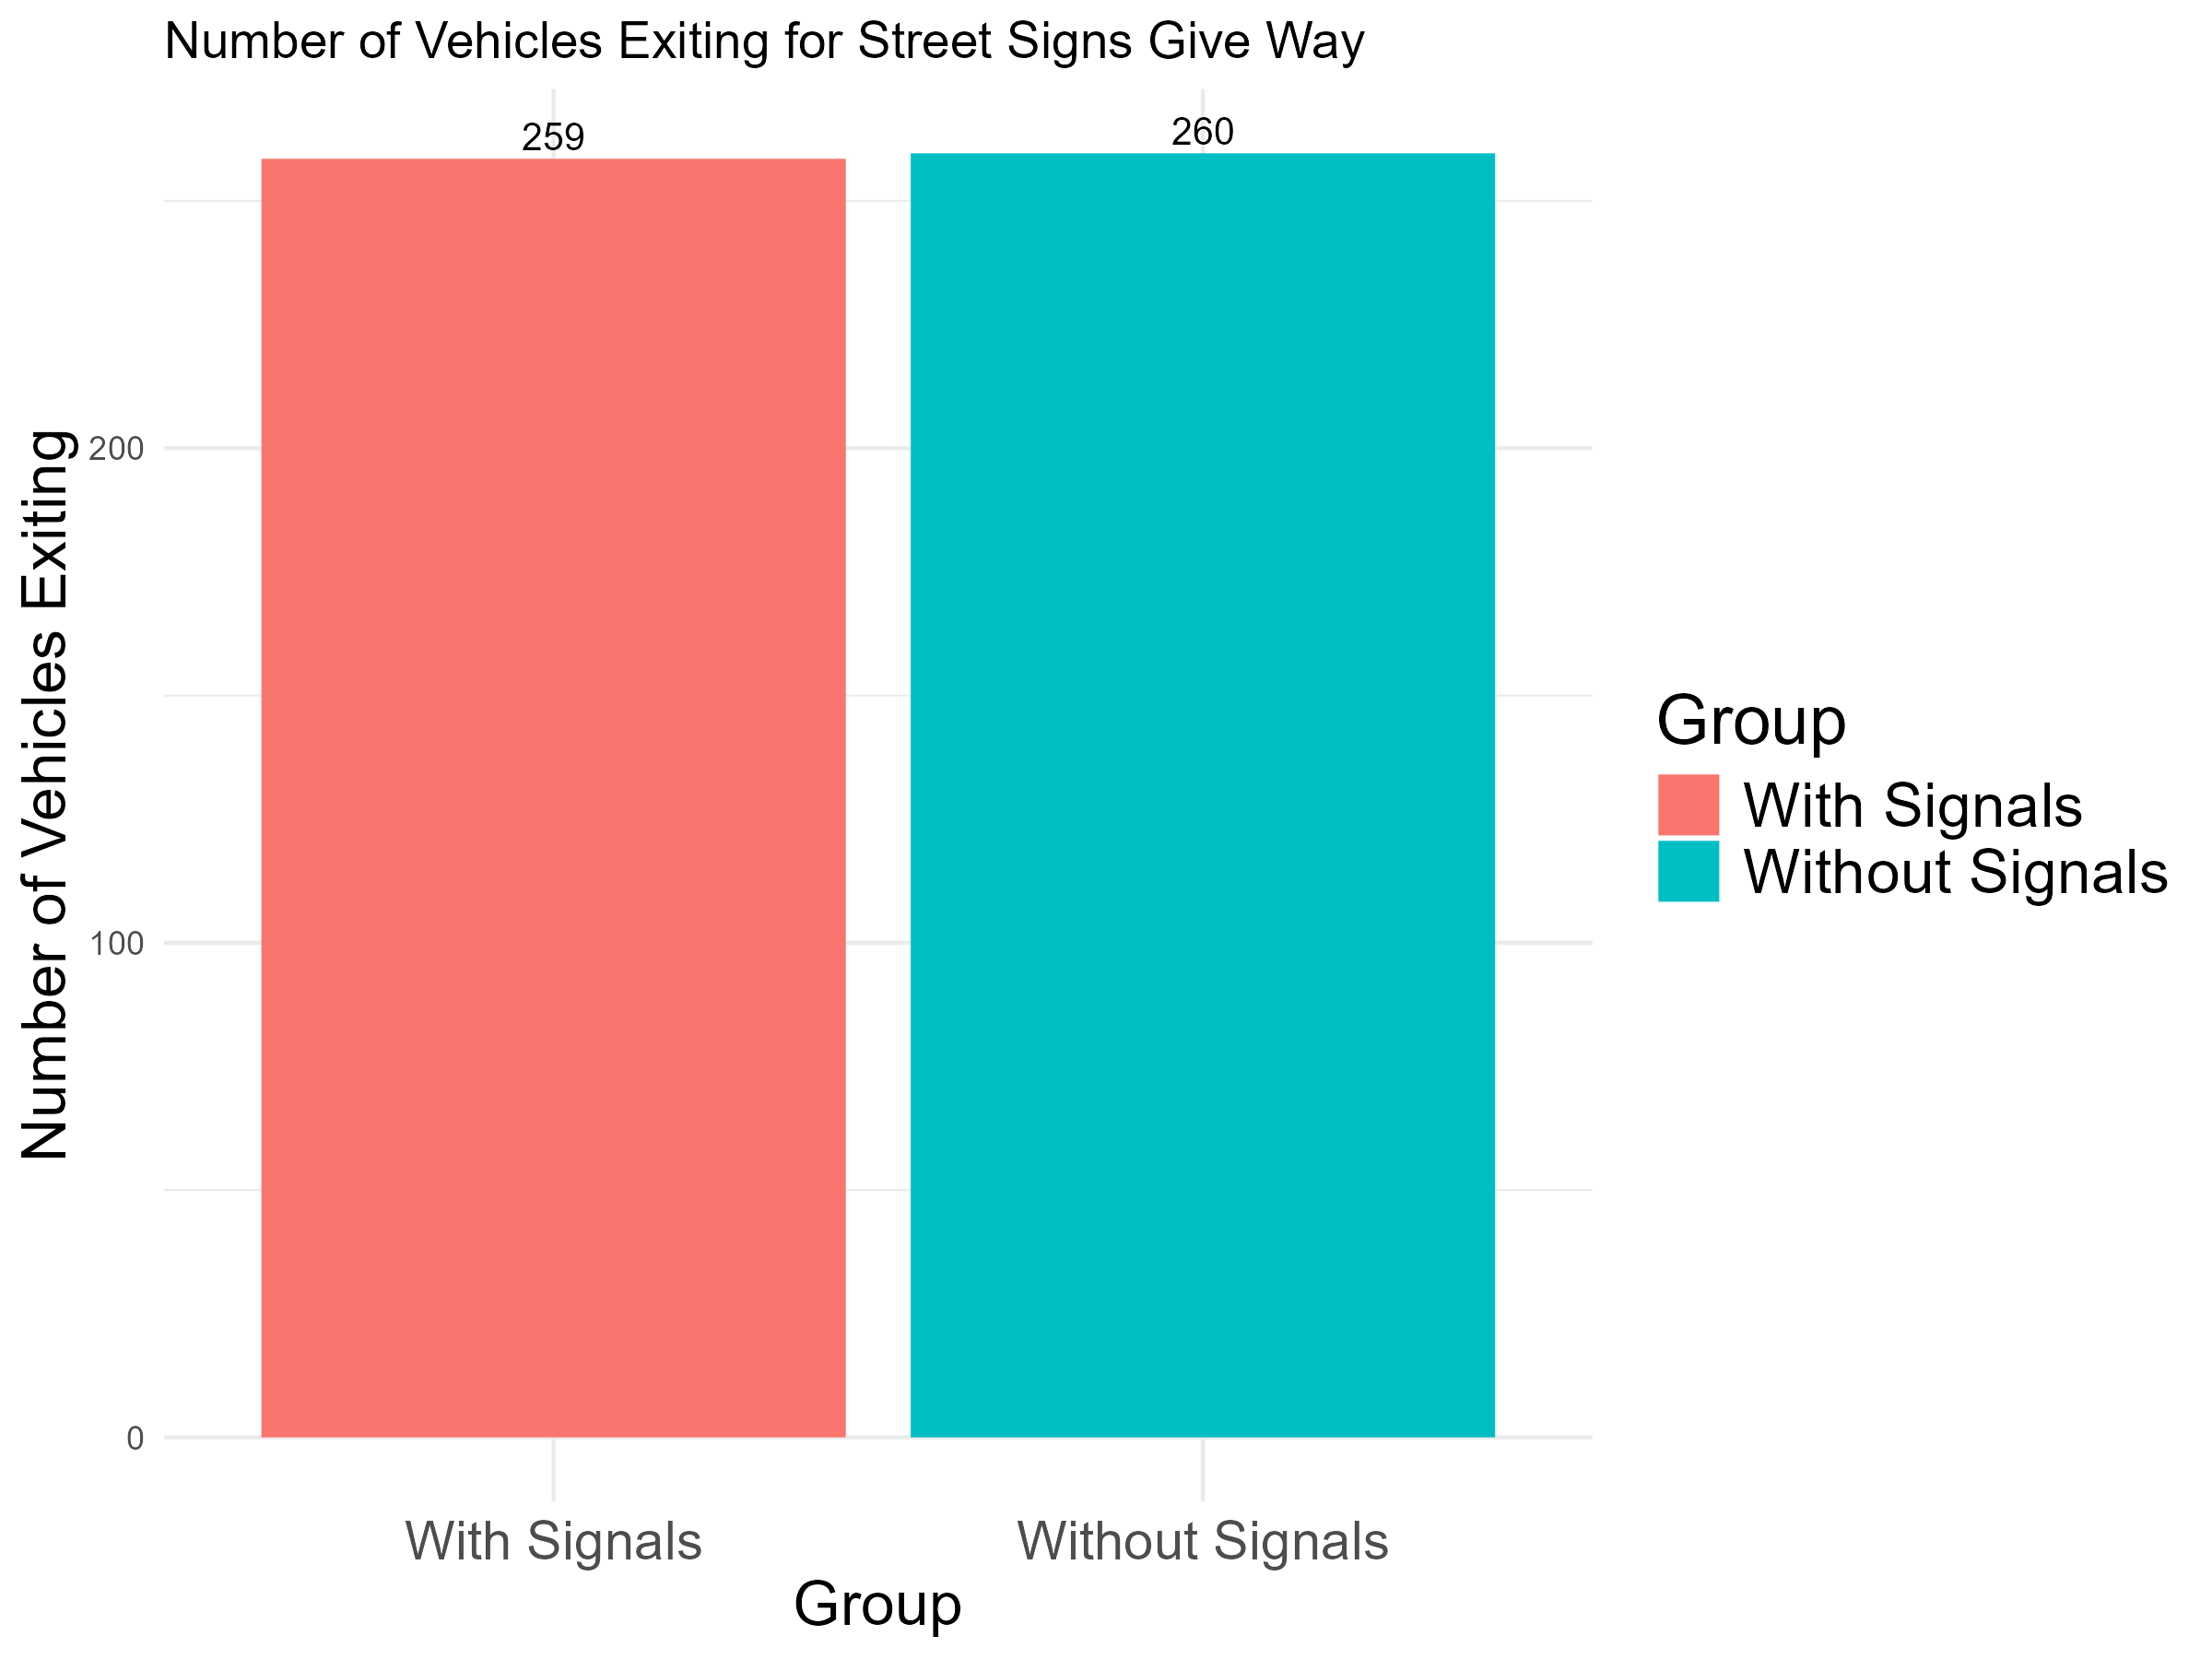 Number of Vehicles Exiting for Street Signs Give Way
259
260
Number of Vehicles Exiting
200
100
0
With Signals
Without Signals
Group
Group
With Signals
Without Signals